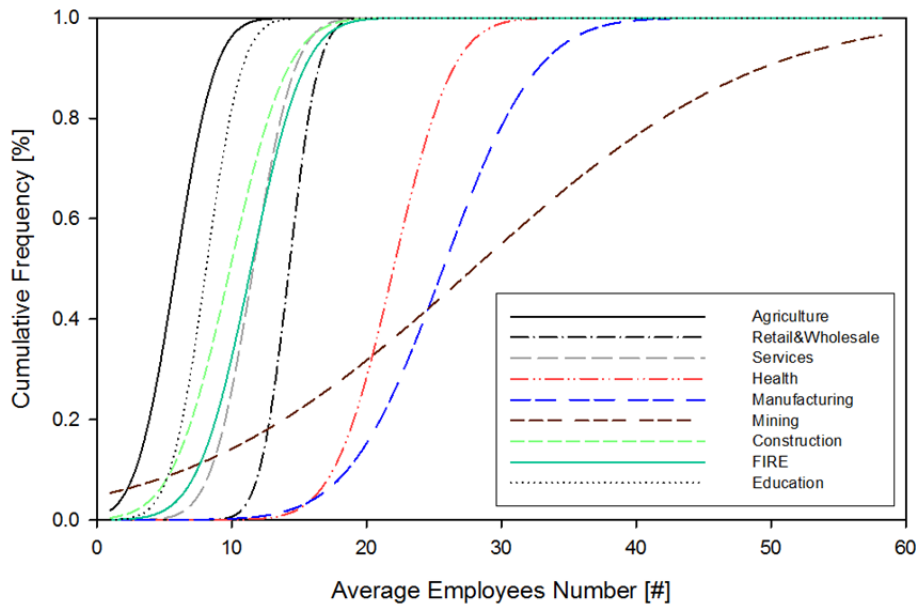 Cumulative Frequency [%]
1.0
0.8
0.6
0.4
0.2
0.0
Agriculture
Retail&Wholesale
Services
Health
Manufacturing
Mining
Construction
FIRE
Education
0 10 20 30 40 50 60
Average Employees Number [#]